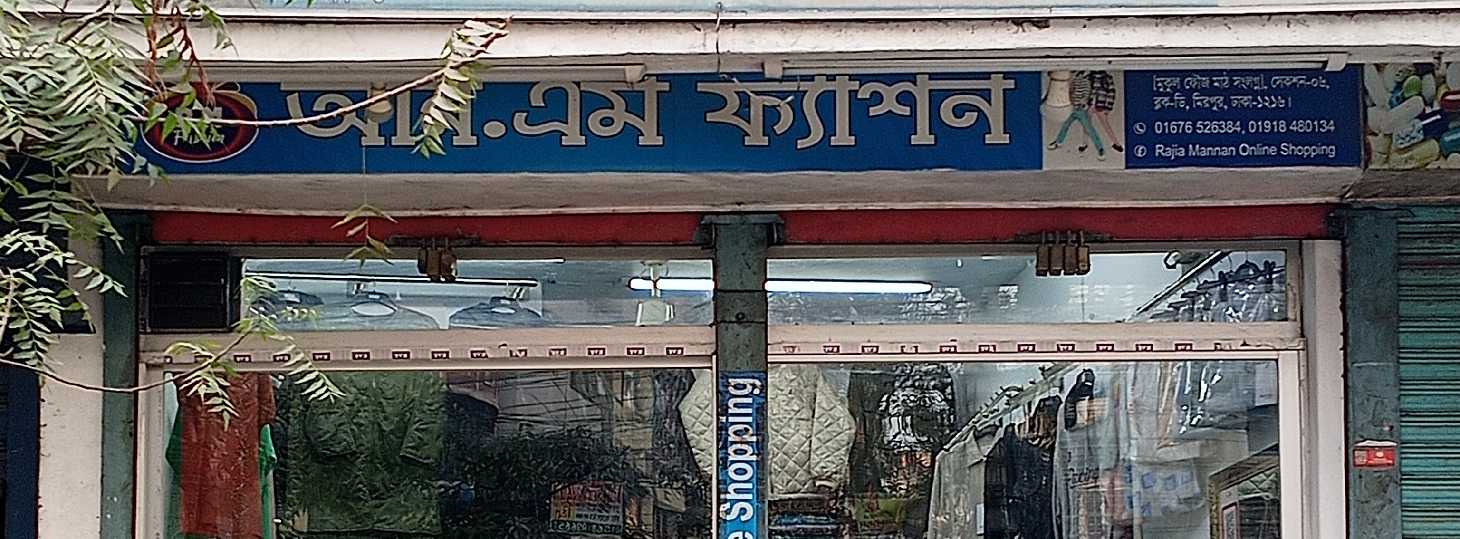 আর.এম ফ্যাশন
[মুকুল ফৌজ মাঠ সংলগ্ন], সেকশন-০৬,
ব্লক-ডি, মিরপুর, ঢাকা-১২১৬।
01676 526384, 01918 480134
Rajia Mannan Online Shopping
Shopping